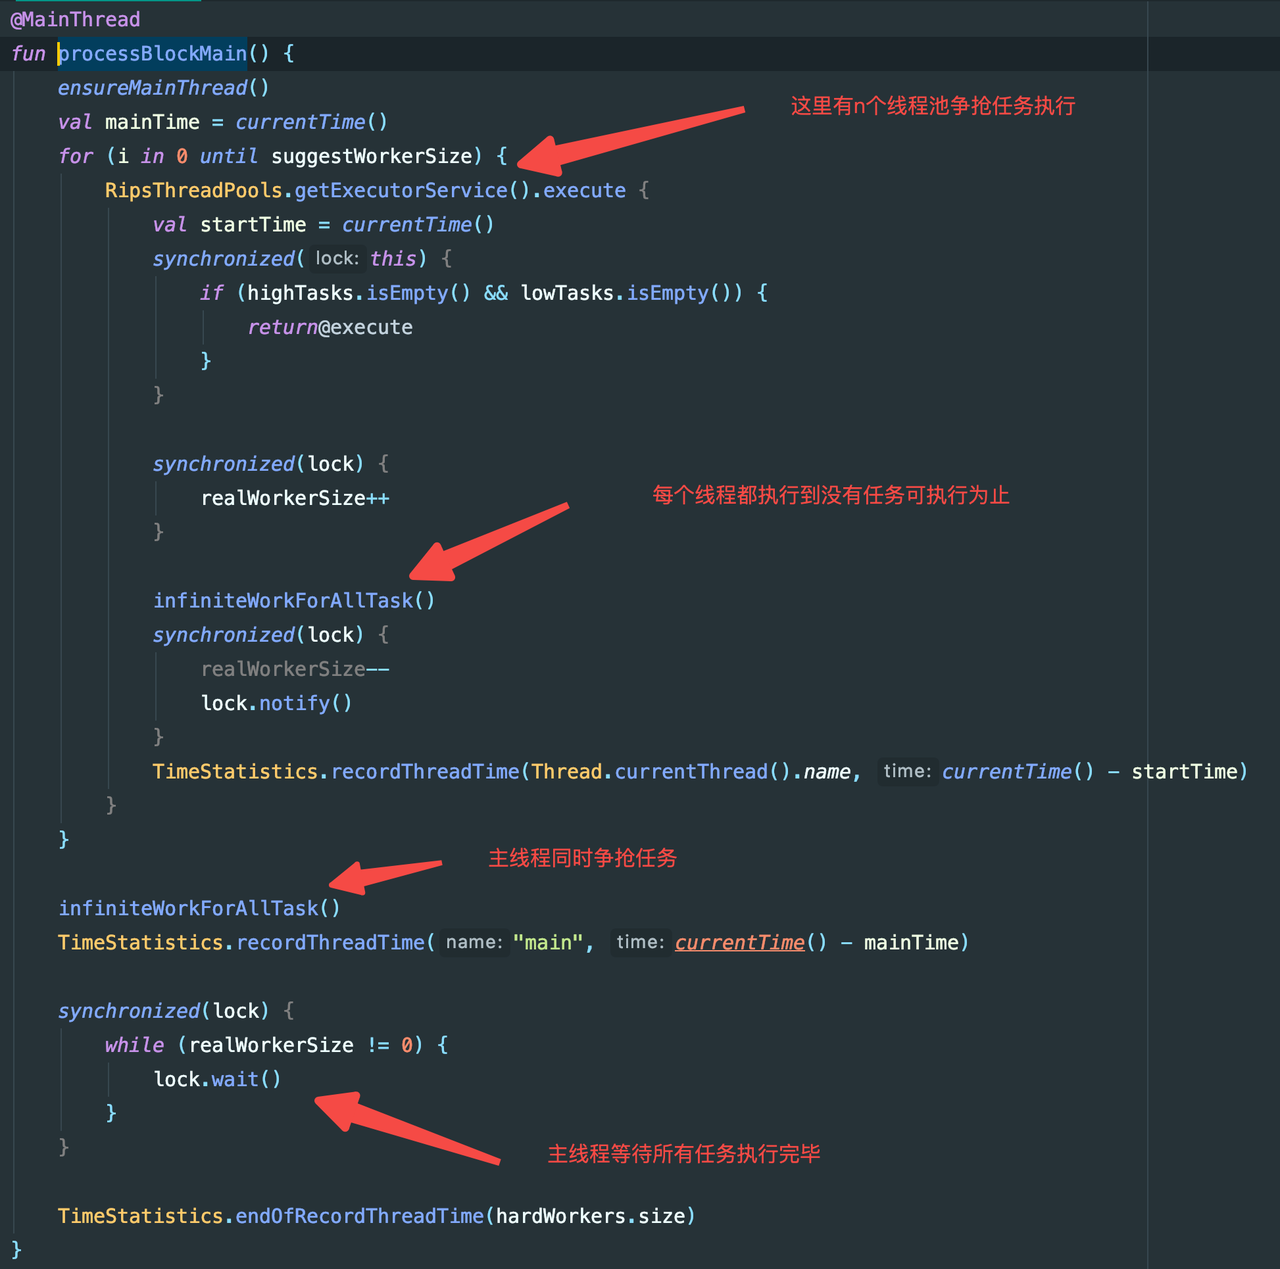 @MainThread
fun processBlockMain() {
ensureMainThread()
val mainTime = currentTime()
这里有n个线程池争抢任务执行
for (i in 0 until suggestWorkerSize) {
RipsThreadPools.getExecutorService().execute {
val startTime = currentTime()
synchronized( lock: this) {
if (highTasks.isEmpty() && lowTasks.isEmpty()) {
return@execute
}
}
synchronized(lock) {
realWorkerSize++
每个线程都执行到没有任务可执行为止
}
infiniteWorkForAllTask()
synchronized(lock) {
realWorkerSize--
lock.notify()
}
TimeStatistics.recordThreadTime(Thread.currentThread().name, time: currentTime() - startTime)
}
}
主线程同时争抢任务
infiniteWorkForAllTask()
TimeStatistics.recordThreadTime( name: "main", time: currentTime() - mainTime)
synchronized(lock) {
while (realWorkerSize != 0) {
lock.wait()
}
}
主线程等待所有任务执行完毕
TimeStatistics.endOfRecordThreadTime(hardWorkers.size)
}